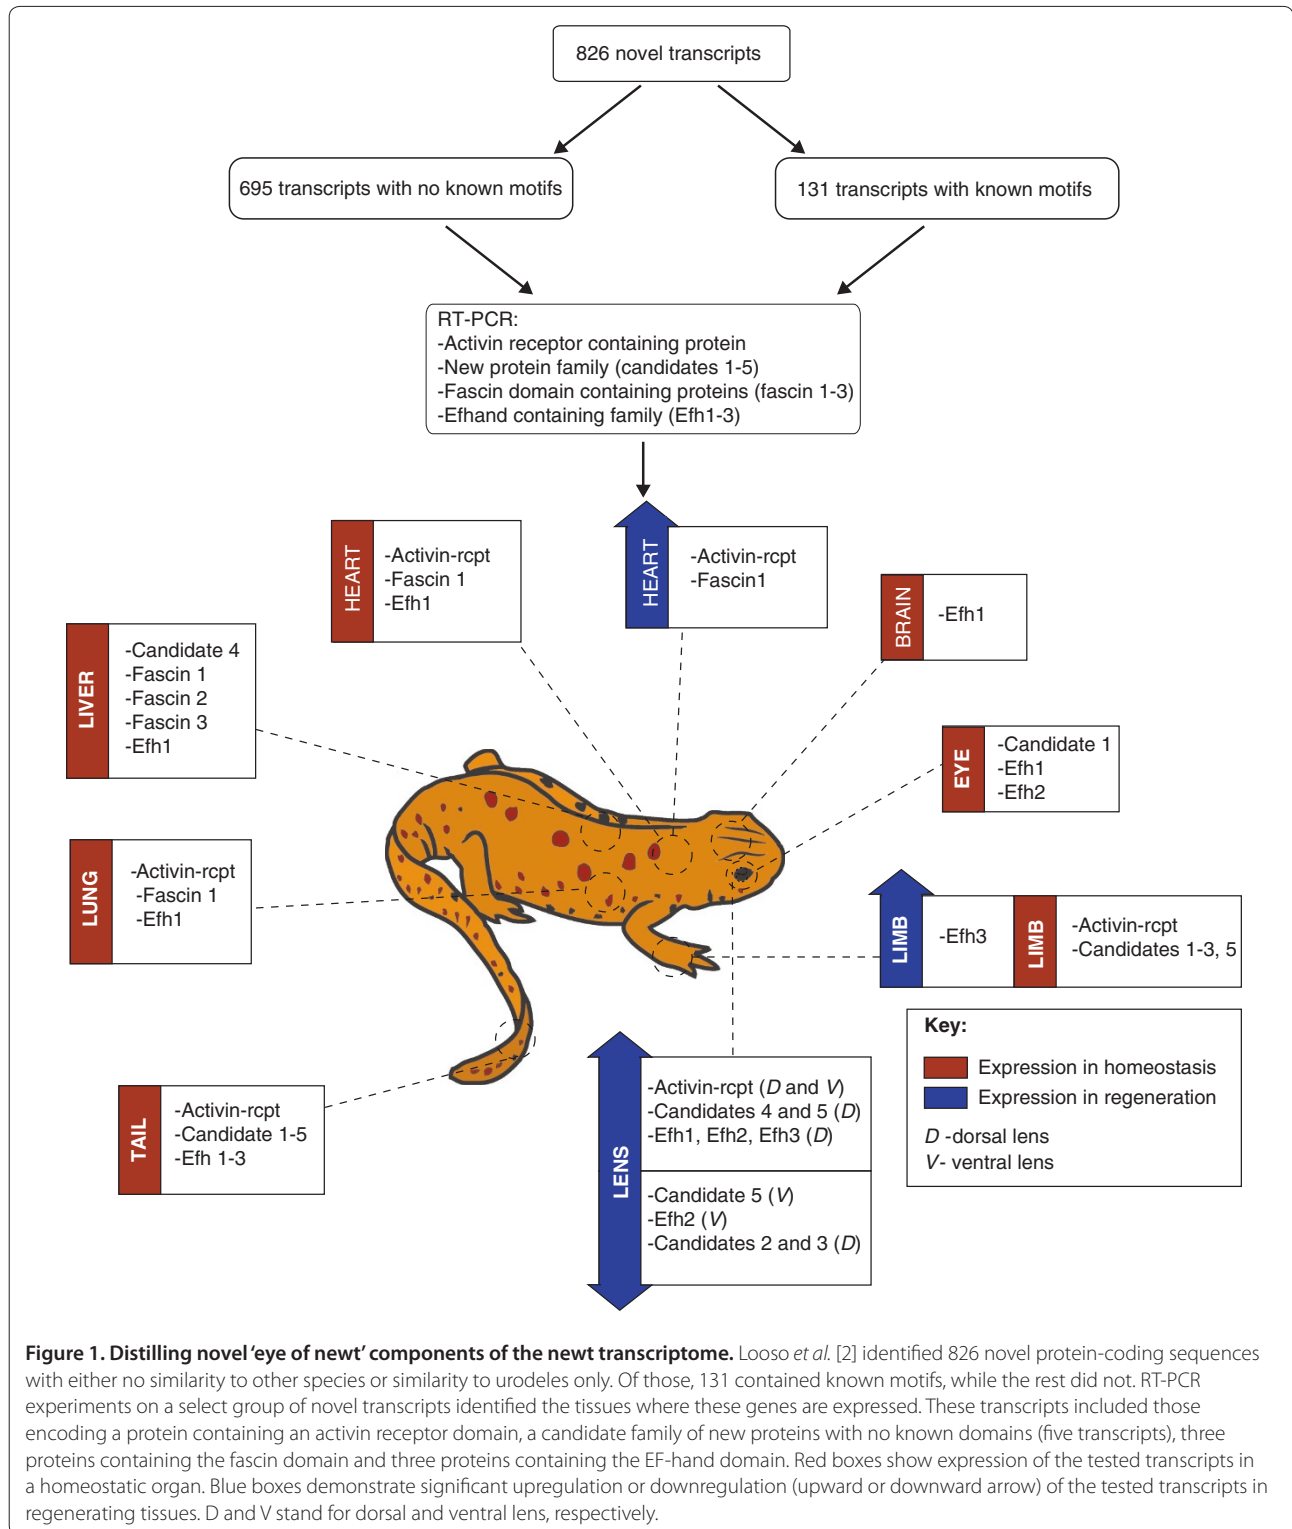 826 novel transcripts
695 transcripts with no known motifs
131 transcripts with known motifs
RT-PCR:
-Activin receptor containing protein
-New protein family (candidates 1-5)
-Fascin domain containing proteins (fascin 1-3)
-Efhand containing family (Efh1-3)
HEART
-Activin-rcpt
-Fascin 1
-Efh1
HEART
-Activin-rcpt
-Fascin1
BRAIN
-Efh1
LIVER
-Candidate 4
-Fascin 1
-Fascin 2
-Fascin 3
-Efh1
EYE
-Candidate 1
-Efh1
-Efh2
LUNG
-Activin-rcpt
-Fascin 1
-Efh1
LIMB
-Efh3
LIMB
-Activin-rcpt
-Candidates 1-3, 5
TAIL
-Activin-rcpt
-Candidate 1-5
-Efh 1-3
LENS
-Activin-rcpt (D and V)
-Candidates 4 and 5 (D)
-Efh1, Efh2, Efh3 (D)
-Candidate 5 (V)
-Efh2 (V)
-Candidates 2 and 3 (D)
Key:
Expression in homeostasis
Expression in regeneration
D -dorsal lens
V- ventral lens
Figure 1. Distilling novel 'eye of newt' components of the newt transcriptome. Looso et al. [2] identified 826 novel protein-coding sequences
with either no similarity to other species or similarity to urodeles only. Of those, 131 contained known motifs, while the rest did not. RT-PCR
experiments on a select group of novel transcripts identified the tissues where these genes are expressed. These transcripts included those
encoding a protein containing an activin receptor domain, a candidate family of new proteins with no known domains (five transcripts), three
proteins containing the fascin domain and three proteins containing the EF-hand domain. Red boxes show expression of the tested transcripts in
a homeostatic organ. Blue boxes demonstrate significant upregulation or downregulation (upward or downward arrow) of the tested transcripts in
regenerating tissues. D and V stand for dorsal and ventral lens, respectively.